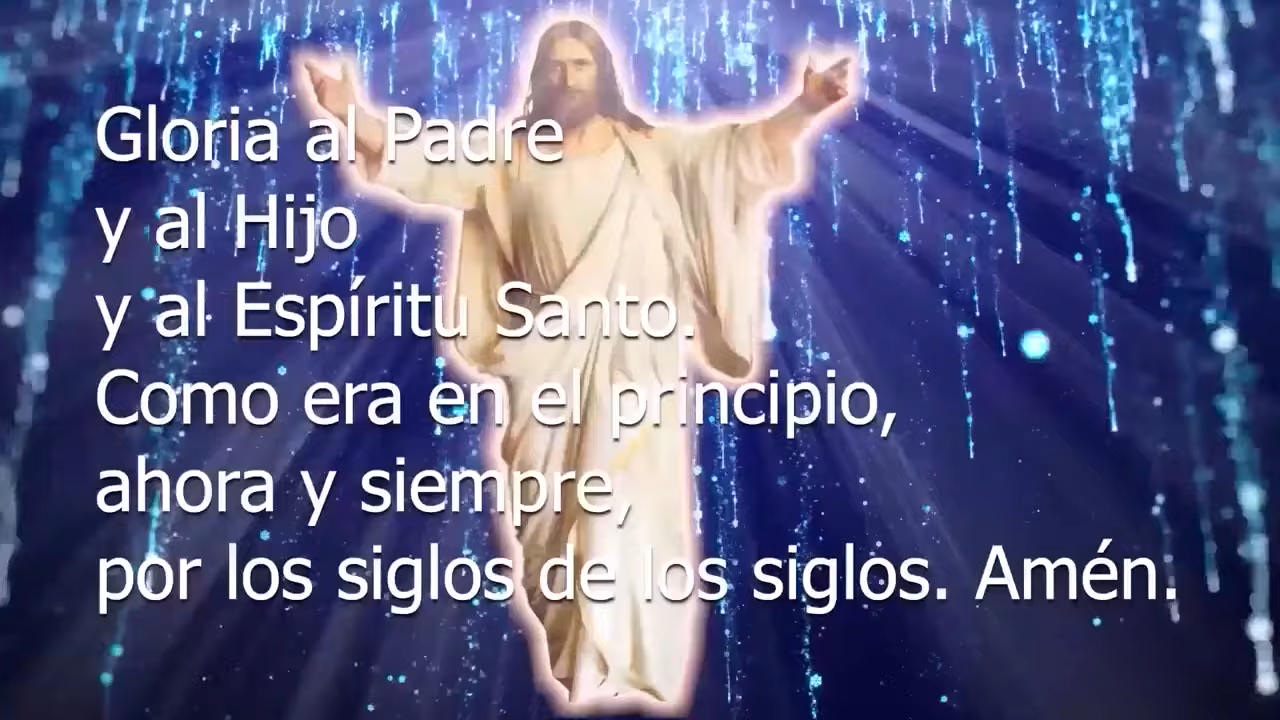 Gloria al Padre
y al Hijo
y al Espíritu Santo.
Como era en el principio,
ahora y siempre,
por los siglos de los siglos. Amén.